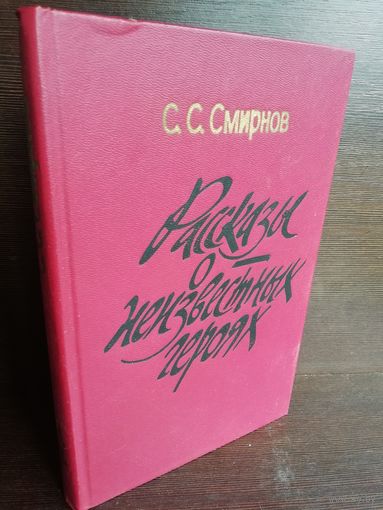 С. С. Смирнов
Рассказы
о
неизвестных
героях